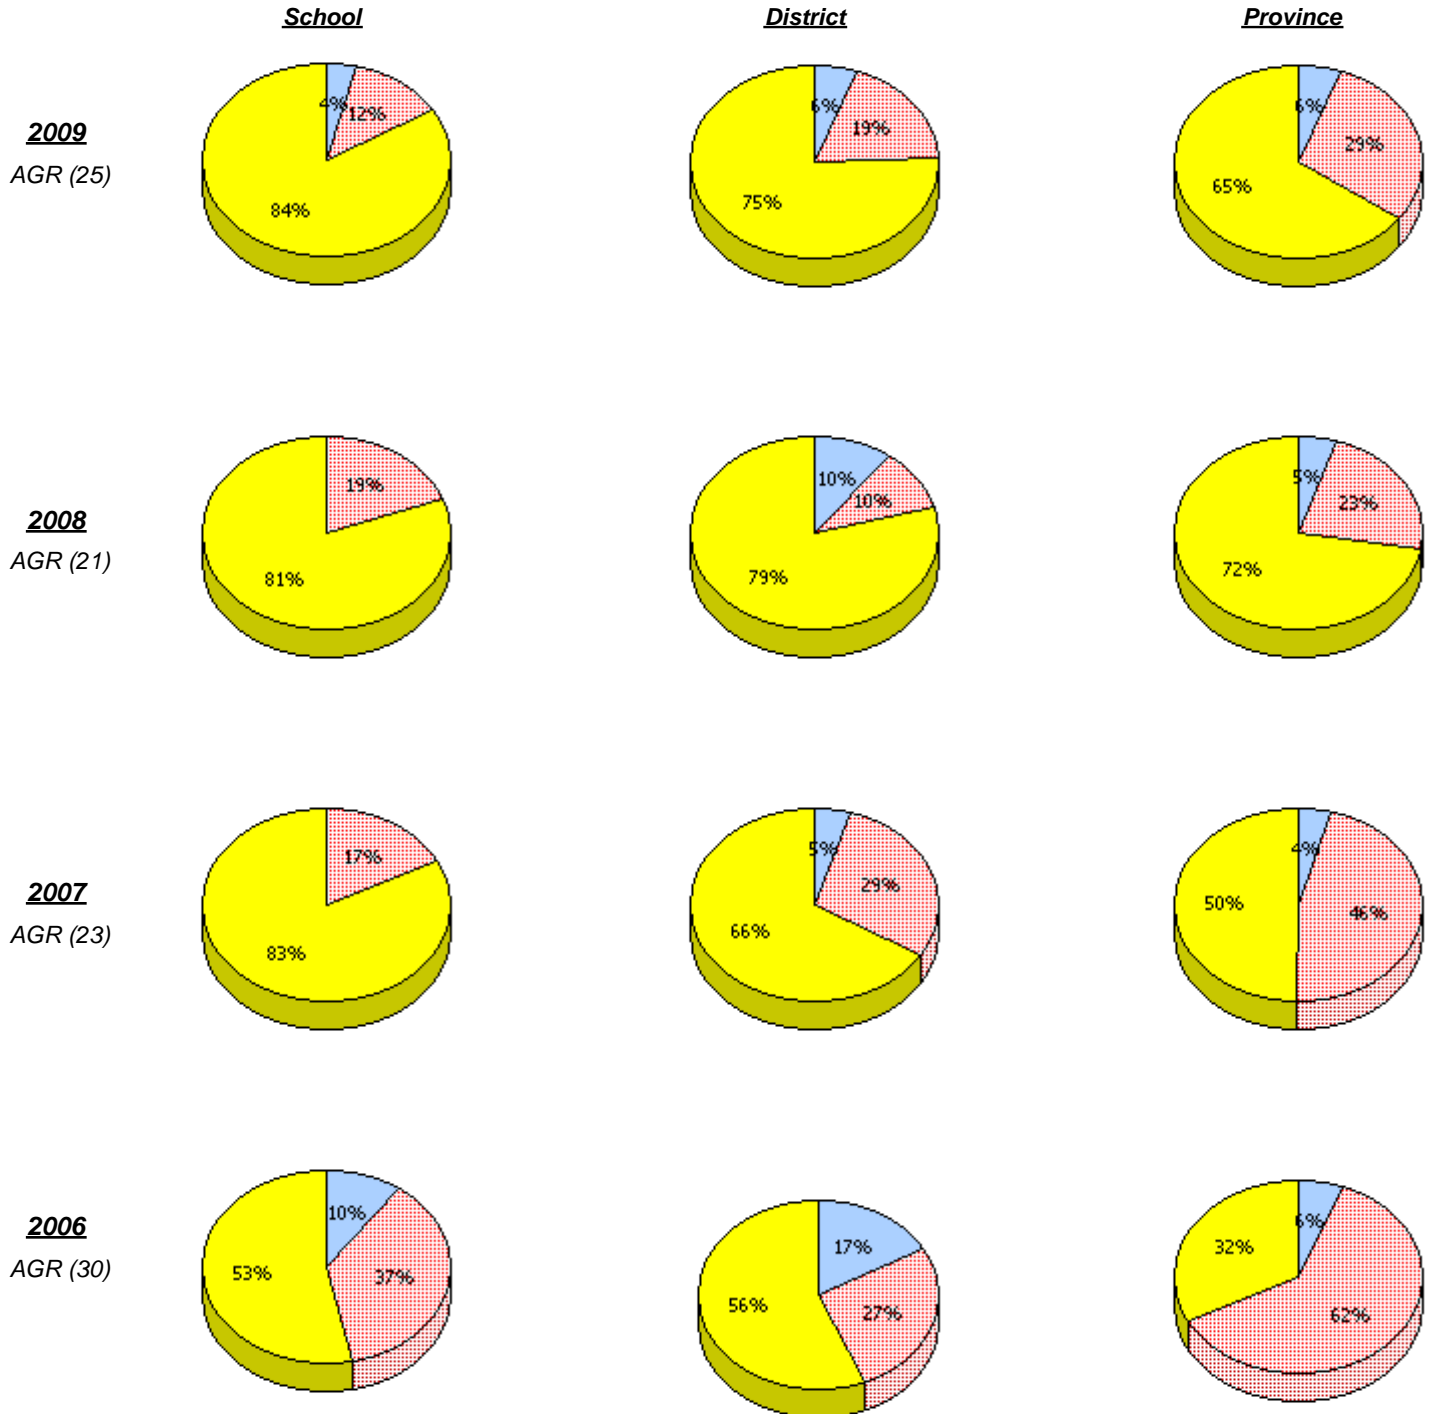 School District Province
2009
AGR (25)
4% 12% 84%
6% 19% 75%
6% 29% 65%
2008
AGR (21)
19% 81%
10% 10% 79%
5% 23% 72%
2007
AGR (23)
17% 83%
5% 29% 66%
4% 46% 50%
2006
AGR (30)
10% 37% 53%
17% 27% 56%
6% 62% 32%